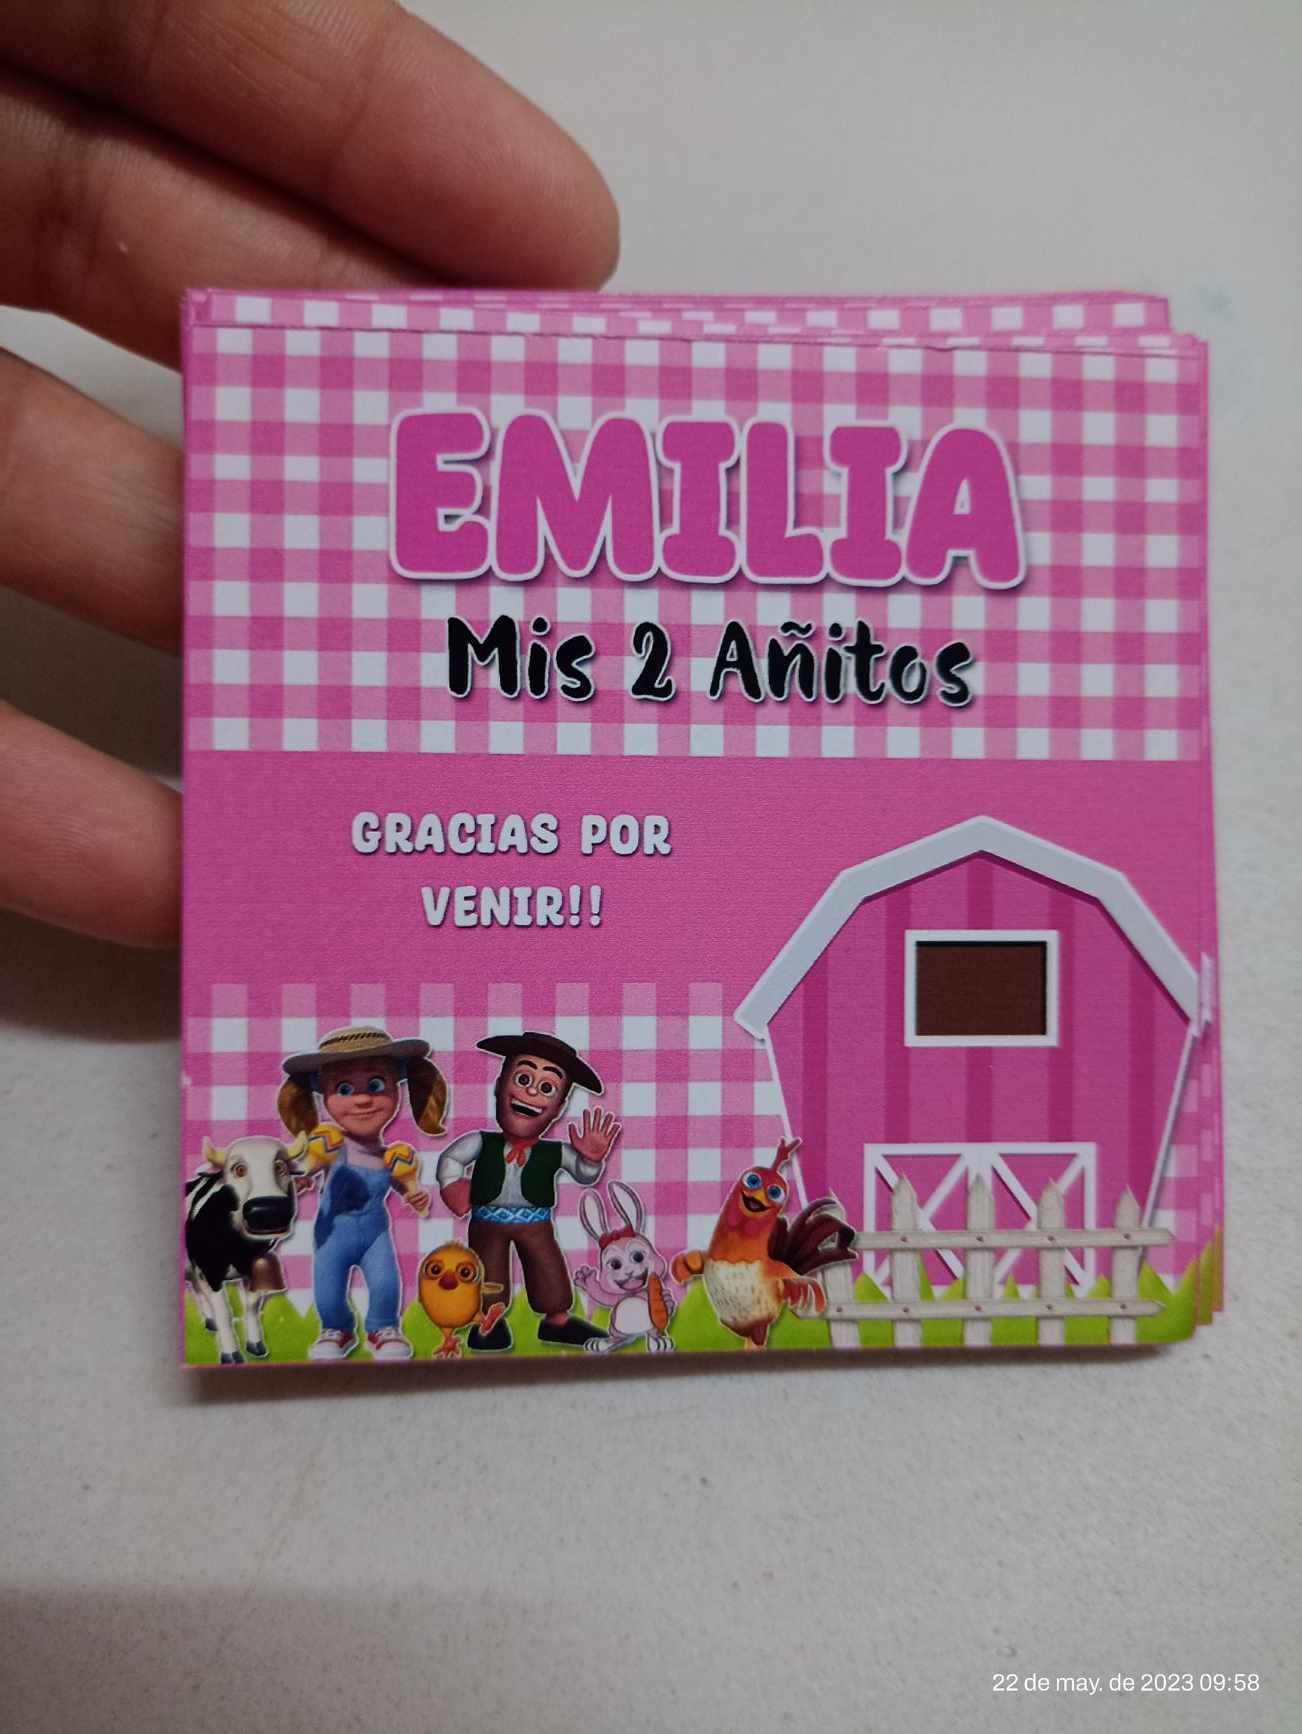 EMILIA
Mis 2 Añitos
GRACIAS POR
VENIR!!
22 de may. de 2023 09:58